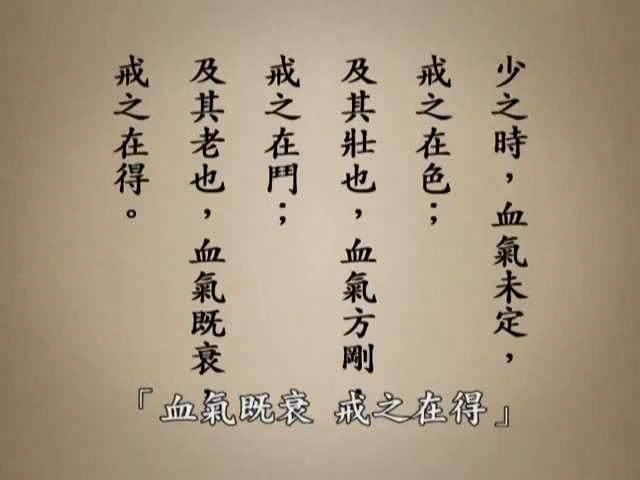 少之時，血氣未定，
戒之在色；
及其壯也，血氣方剛，
戒之在鬥；
及其老也，血氣既衰，
戒之在得。
「血氣既衰 戒之在得」